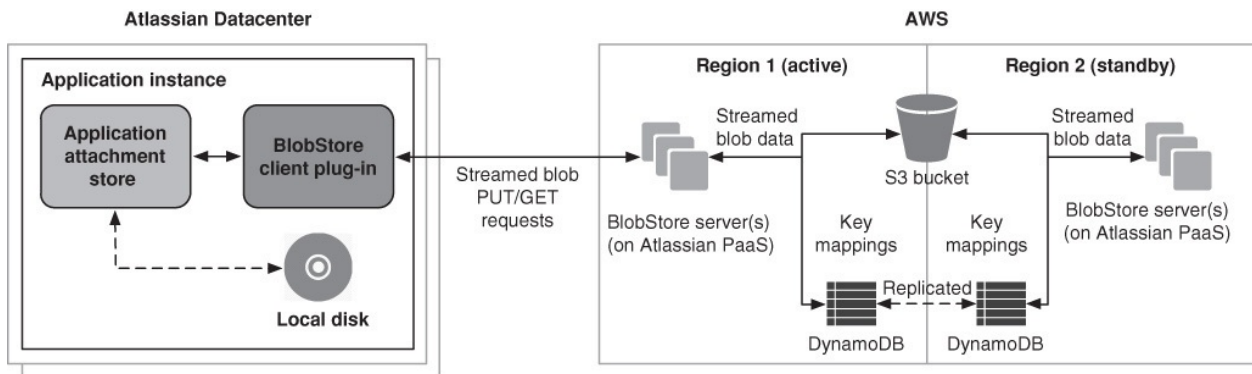 Atlassian Datacenter
AWS
Application instance
Application
attachment
store
BlobStore
client plug-in
Local disk
Streamed blob
PUT/GET
requests
Region 1 (active)
Region 2 (standby)
Streamed
blob data
S3 bucket
Streamed
blob data
BlobStore server(s)
(on Atlassian PaaS)
Key
mappings
Key
mappings
BlobStore server(s)
(on Atlassian PaaS)
Replicated
DynamoDB
DynamoDB